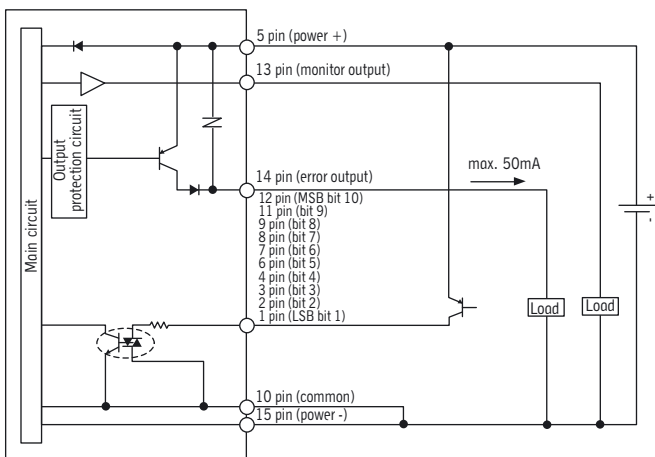 5 pin (power +)
13 pin (monitor output)
Output
protection circuit
Main circuit
14 pin (error output)
max. 50mA
12 pin (MSB bit 10)
11 pin (bit 9)
9 pin (bit 8)
8 pin (bit 7)
7 pin (bit 6)
6 pin (bit 5)
4 pin (bit 4)
3 pin (bit 3)
2 pin (bit 2)
1 pin (LSB bit 1)
+
-
Load
Load
10 pin (common)
15 pin (power -)